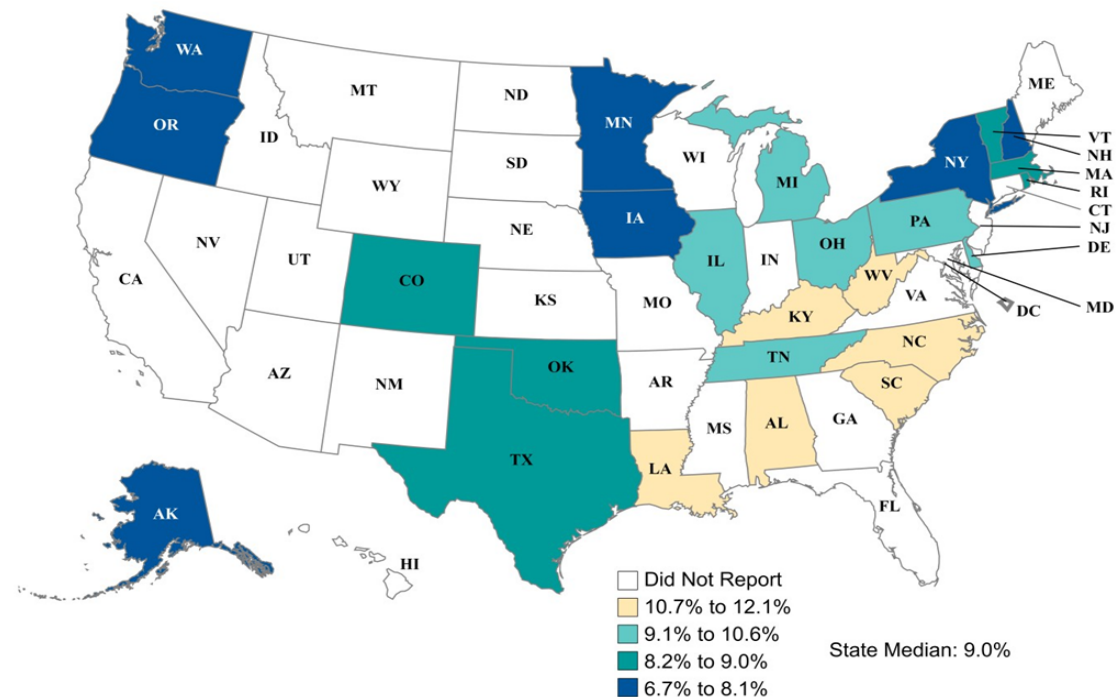 WA
MT
ND
MN
ME
OR
ID
SD
WI
MI
NY
VT
NH
MA
RI
CT
NJ
DE
MD
DC
WY
NE
IA
PA
NV
UT
CO
IL
IN
OH
WV
VA
CA
KS
MO
KY
NC
AZ
NM
OK
AR
TN
SC
TX
LA
MS
AL
GA
FL
AK
HI
Did Not Report
10.7% to 12.1%
9.1% to 10.6%
8.2% to 9.0%
6.7% to 8.1%
State Median: 9.0%